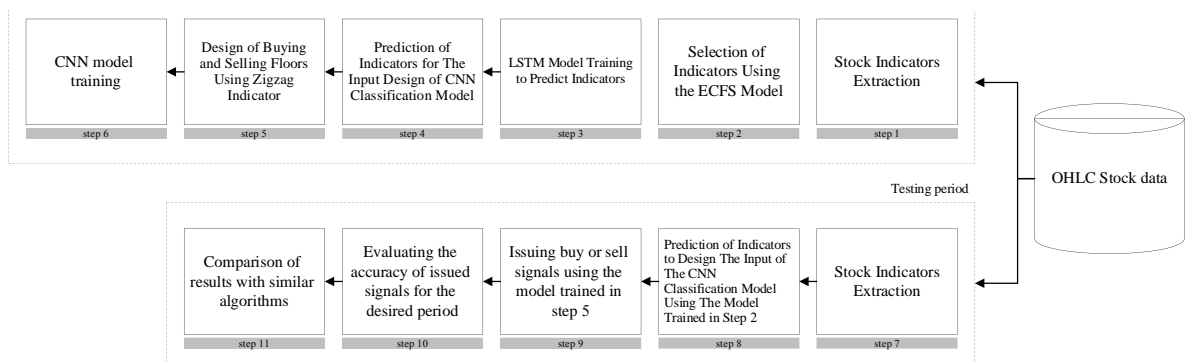 CNN model
training
step 6
Design of Buying
and Selling Floors
Using Zigzag
Indicator
step 5
Prediction of
Indicators for The
Input Design of CNN
Classification Model
step 4
LSTM Model Training
to Predict Indicators
step 3
Selection of
Indicators Using
the ECFS Model
step 2
Stock Indicators
Extraction
step 1
OHLC Stock data
Testing period
Comparison of
results with similar
algorithms
step 11
Evaluating the
accuracy of issued
signals for the
desired period
step 10
Issuing buy or sell
signals using the
model trained in
step 5
step 9
Prediction of Indicators
to Design The Input of
The CNN
Classification Model
Using The Model
Trained in Step 2
step 8
Stock Indicators
Extraction
step 7